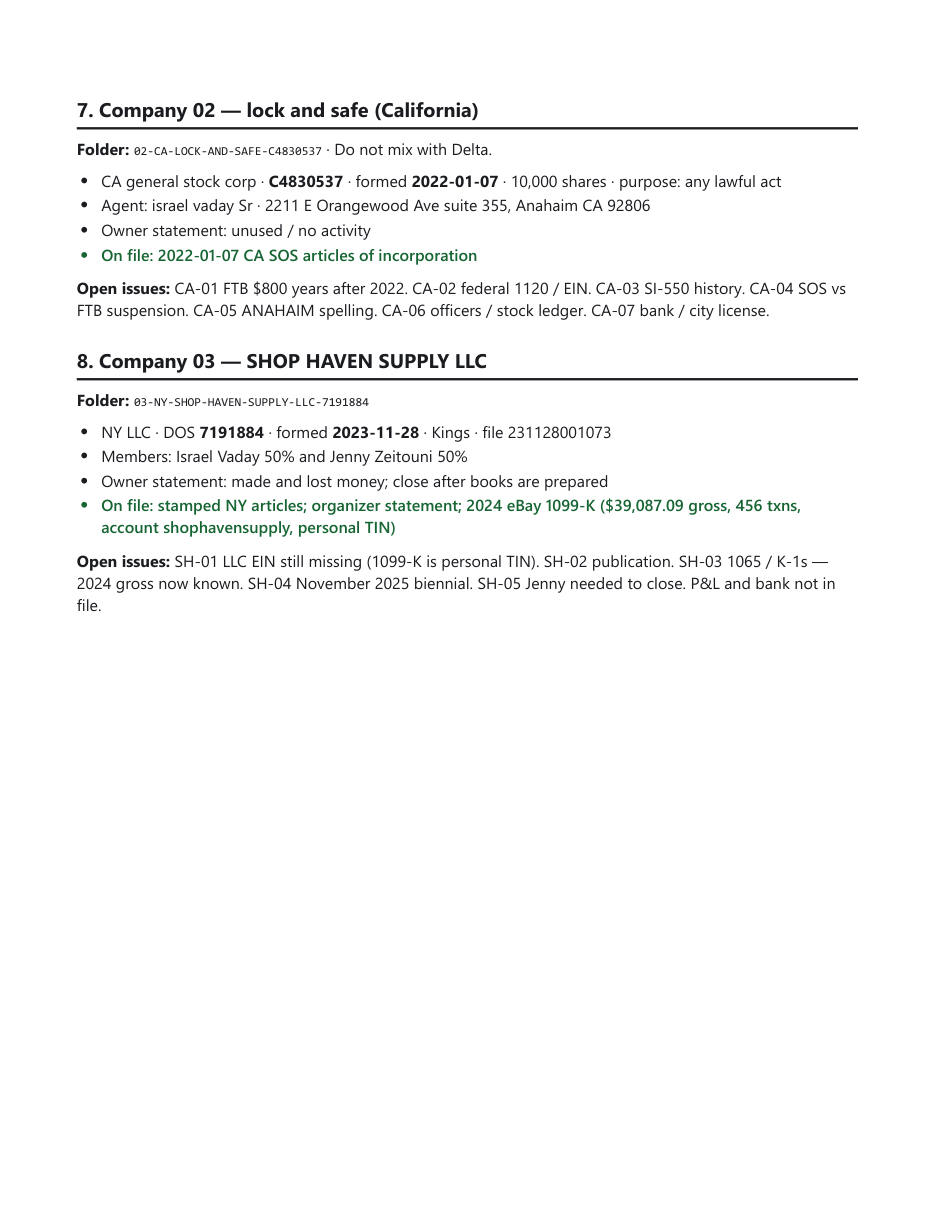 7. Company 02 — lock and safe (California)
Folder: 02-CA-LOCK-AND-SAFE-C4830537 · Do not mix with Delta.
• CA general stock corp · C4830537 · formed 2022-01-07 · 10,000 shares · purpose: any lawful act
• Agent: israel vaday Sr · 2211 E Orangewood Ave suite 355, Anahaim CA 92806
• Owner statement: unused / no activity
• On file: 2022-01-07 CA SOS articles of incorporation
Open issues: CA-01 FTB $800 years after 2022. CA-02 federal 1120 / EIN. CA-03 SI-550 history. CA-04 SOS vs
FTB suspension. CA-05 ANAHAIM spelling. CA-06 officers / stock ledger. CA-07 bank / city license.
8. Company 03 — SHOP HAVEN SUPPLY LLC
Folder: 03-NY-SHOP-HAVEN-SUPPLY-LLC-7191884
• NY LLC · DOS 7191884 · formed 2023-11-28 · Kings · file 231128001073
• Members: Israel Vaday 50% and Jenny Zeitouni 50%
• Owner statement: made and lost money; close after books are prepared
• On file: stamped NY articles; organizer statement; 2024 eBay 1099-K ($39,087.09 gross, 456 txns,
account shophavensupply, personal TIN)
Open issues: SH-01 LLC EIN still missing (1099-K is personal TIN). SH-02 publication. SH-03 1065 / K-1s —
2024 gross now known. SH-04 November 2025 biennial. SH-05 Jenny needed to close. P&L and bank not in
file.